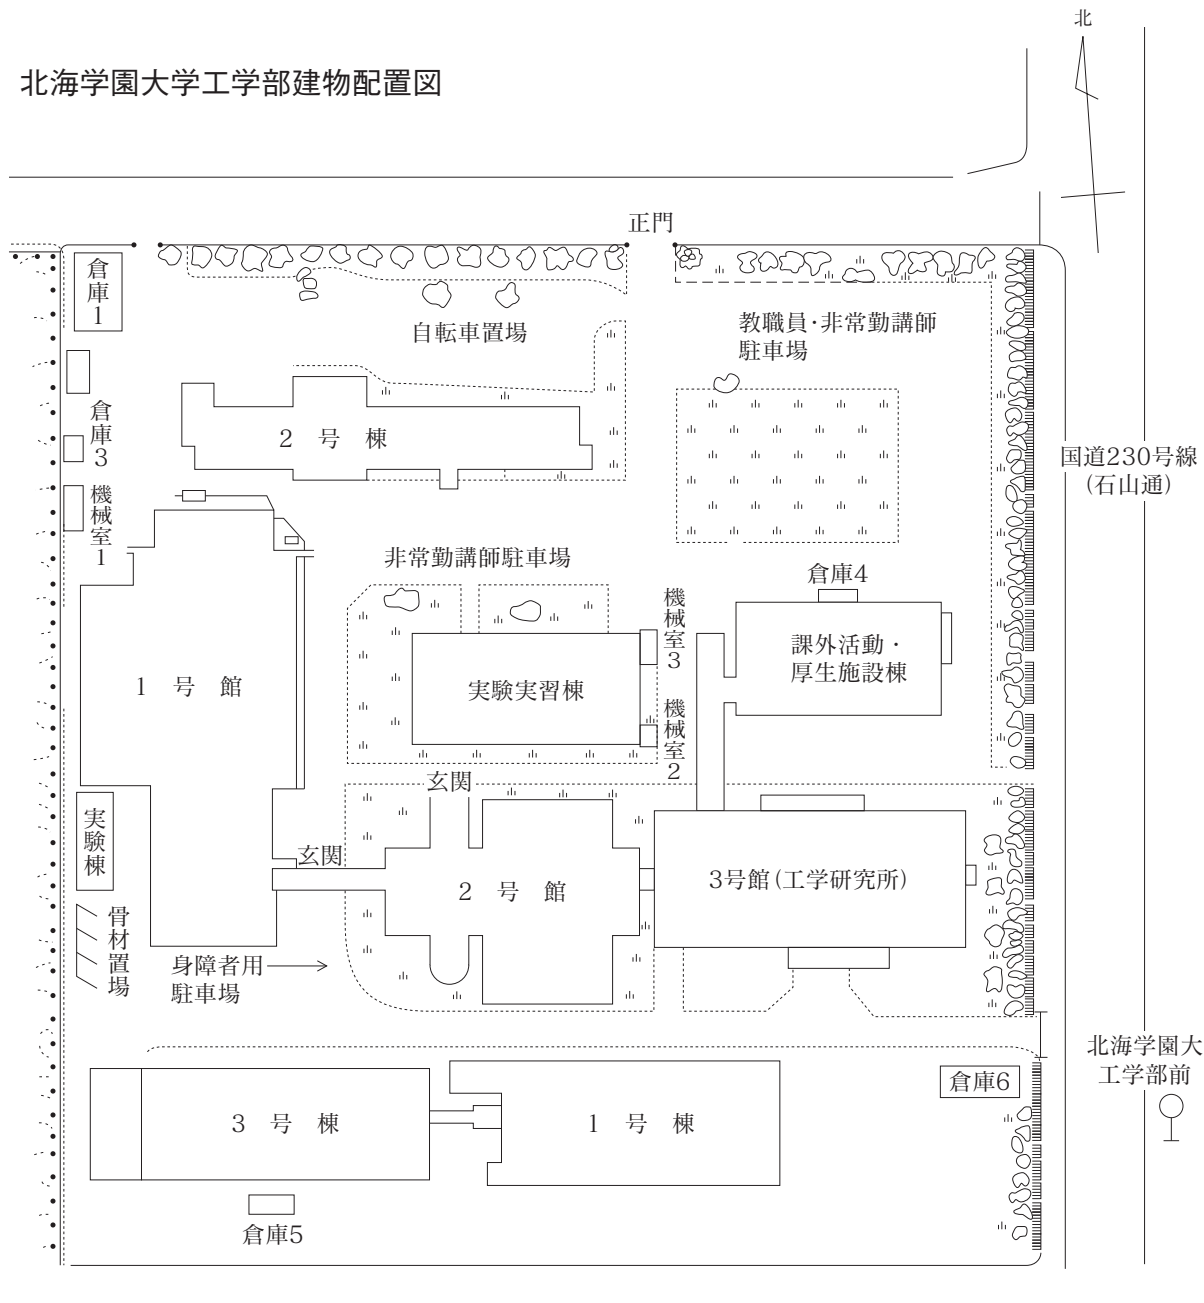 北
北海学園大学工学部建物配置図
正門
倉庫1
自転車置場
教職員・非常勤講師
駐車場
倉庫3
2 号 棟
国道230号線
(石山通)
機械室1
非常勤講師駐車場
倉庫4
機械室3
課外活動・
厚生施設棟
1 号 館
実験実習棟
機械室2
玄関
実験棟
玄関
2 号 館
3号館(工学研究所)
骨材置場
身障者用
駐車場
北海学園大
工学部前
倉庫6
3 号 棟
1 号 棟
倉庫5